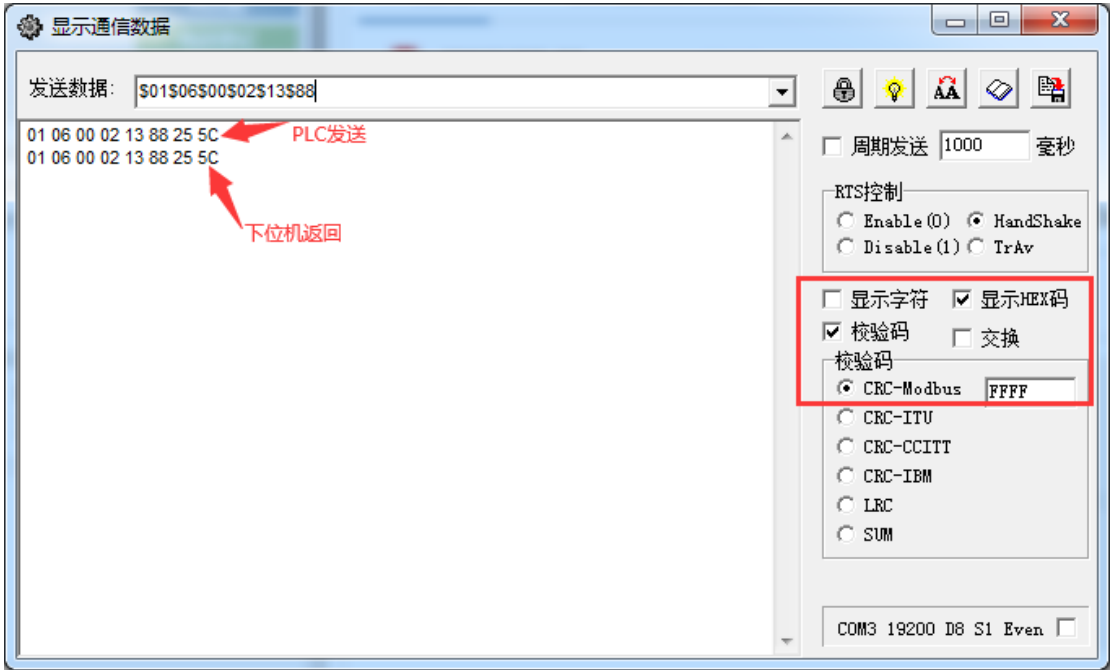 显示通信数据
发送数据: $01$06$00$02$13$88
01 06 00 02 13 88 25 5C PLC发送
01 06 00 02 13 88 25 5C
下位机返回
AA
周期发送 1000 毫秒
RTS控制
Enable(0) HandShake
Disable(1) TrAv
显示字符 显示HEX码
校验码 交换
校验码
CRC-Modbus FFFF
CRC-ITU
CRC-CCITT
CRC-IBM
LRC
SUM
COM3 19200 D8 S1 Even